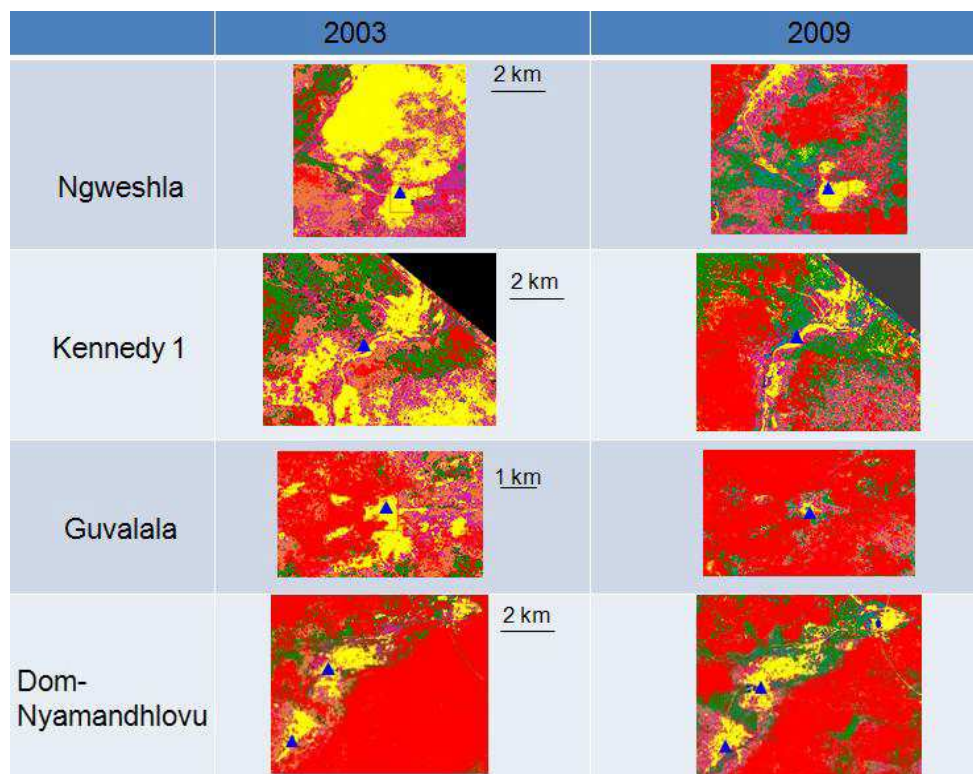 2003
2009
Ngweshla
2 km
Kennedy 1
2 km
Guvalala
1 km
Dom-
Nyamandhlovu
2 km